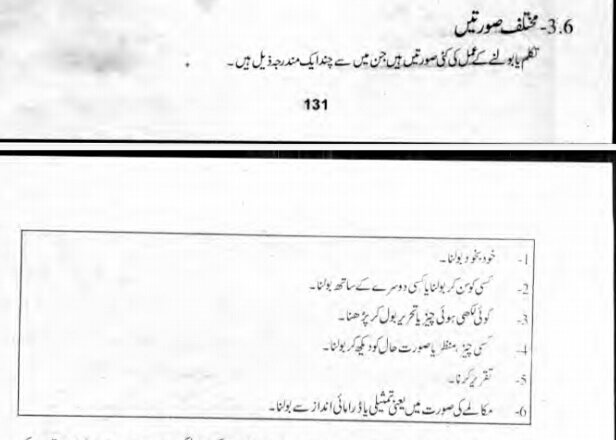 3.6- مختلف صورتیں
تکلم یا بولنے کے عمل کی کئی صورتیں ہیں جن میں سے چند ایک مندرجہ ذیل ہیں ۔
131
1- خود بخود بولنا ۔
2- کسی کو سن کر بولنا یا کسی دوسرے کے ساتھ بولنا ۔
3- کوئی لکھی ہوئی چیز یا تحریر بول کر پڑھنا ۔
4- کسی چیز، منظر یا صورت حال کو دیکھ کر بولنا ۔
5- تقریر کرنا ۔
6- مکالمے کی صورت میں یعنی تمثیلی یا ڈرامائی انداز سے بولنا ۔